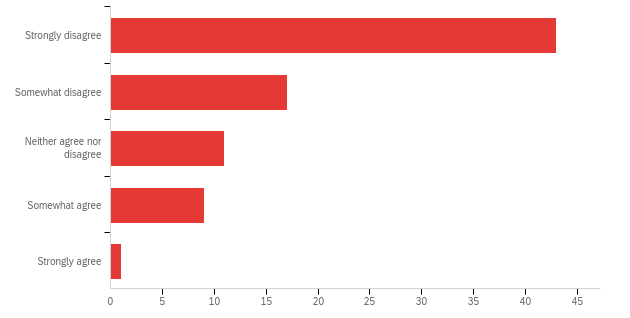 Strongly disagree
Somewhat disagree
Neither agree nor
disagree
Somewhat agree
Strongly agree
0 5 10 15 20 25 30 35 40 45